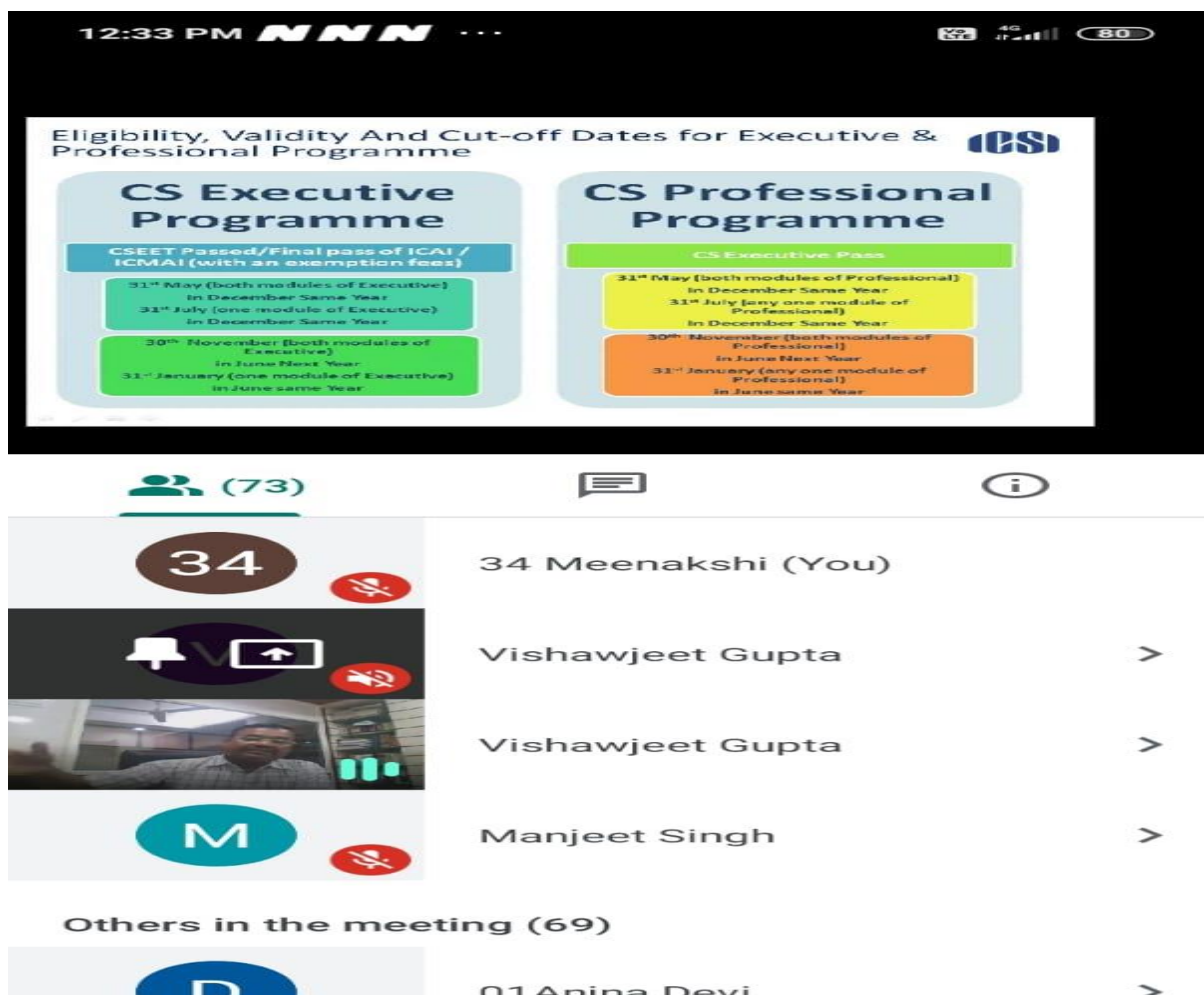 12:33 PM
VO LTE 4G 80
Eligibility, Validity And Cut-off Dates for Executive &
Professional Programme
ICSI
CS Executive
Programme
CSEET Passed/Final pass of ICAI /
ICMAI (with an exemption fees)
31st May (both modules of Executive)
in December Same Year
31st July (one module of Executive)
in December Same Year
30th November (both modules of
Executive)
in June Next Year
31st January (one module of Executive)
in June same Year
CS Professional
Programme
CS Executive Pass
31st May (both modules of Professional)
in December Same Year
31st July (any one module of
Professional)
in December Same Year
30th November (both modules of
Professional)
in June Next Year
31st January (any one module of
Professional)
in June same Year
(73)
34
34 Meenakshi (You)
V
Vishawjeet Gupta
Vishawjeet Gupta
M
Manjeet Singh
Others in the meeting (69)
D
01Anina Devi